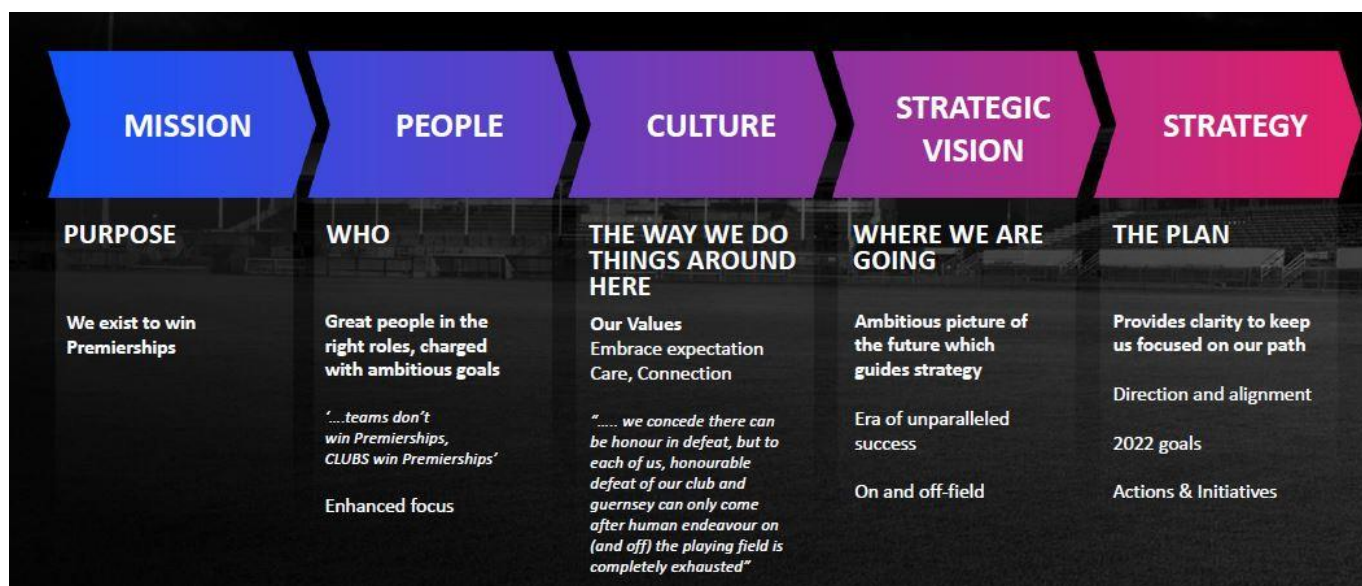 MISSION
PEOPLE
CULTURE
STRATEGIC
VISION
STRATEGY
PURPOSE
We exist to win
Premierships
WHO
Great people in the
right roles, charged
with ambitious goals
‘....teams don’t
win Premierships,
CLUBS win Premierships’
Enhanced focus
THE WAY WE DO
THINGS AROUND
HERE
Our Values
Embrace expectation
Care, Connection
“..... we concede there can
be honour in defeat, but to
each of us, honourable
defeat of our club and
guernsey can only come
after human endeavour on
(and off) the playing field is
completely exhausted”
WHERE WE ARE
GOING
Ambitious picture of
the future which
guides strategy
Era of unparalleled
success
On and off-field
THE PLAN
Provides clarity to keep
us focused on our path
Direction and alignment
2022 goals
Actions & Initiatives